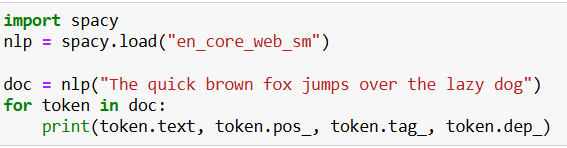 import spacy
nlp = spacy.load("en_core_web_sm")
doc = nlp("The quick brown fox jumps over the lazy dog")
for token in doc:
    print(token.text, token.pos_, token.tag_, token.dep_)